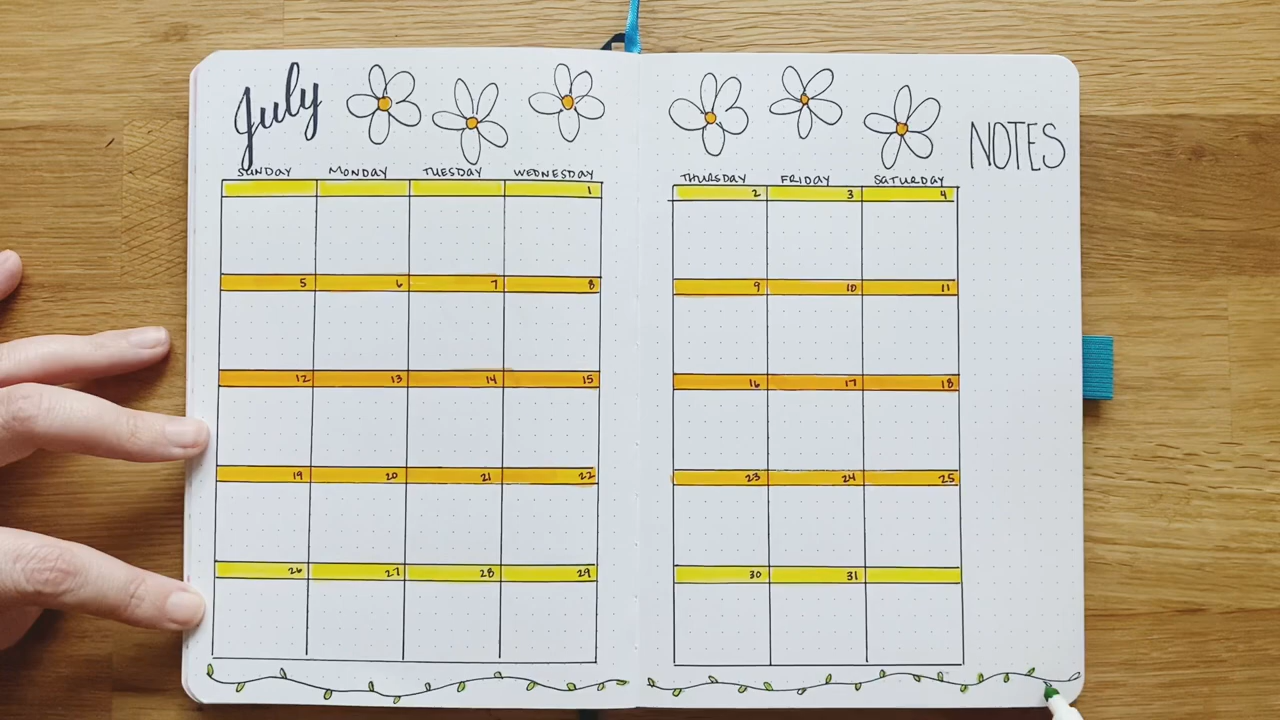 July
NOTES
SUNDAY MONDAY TUESDAY WEDNESDAY THURSDAY FRIDAY SATURDAY
1 2 3 4
5 6 7 8 9 10 11
12 13 14 15 16 17 18
19 20 21 22 23 24 25
26 27 28 29 30 31